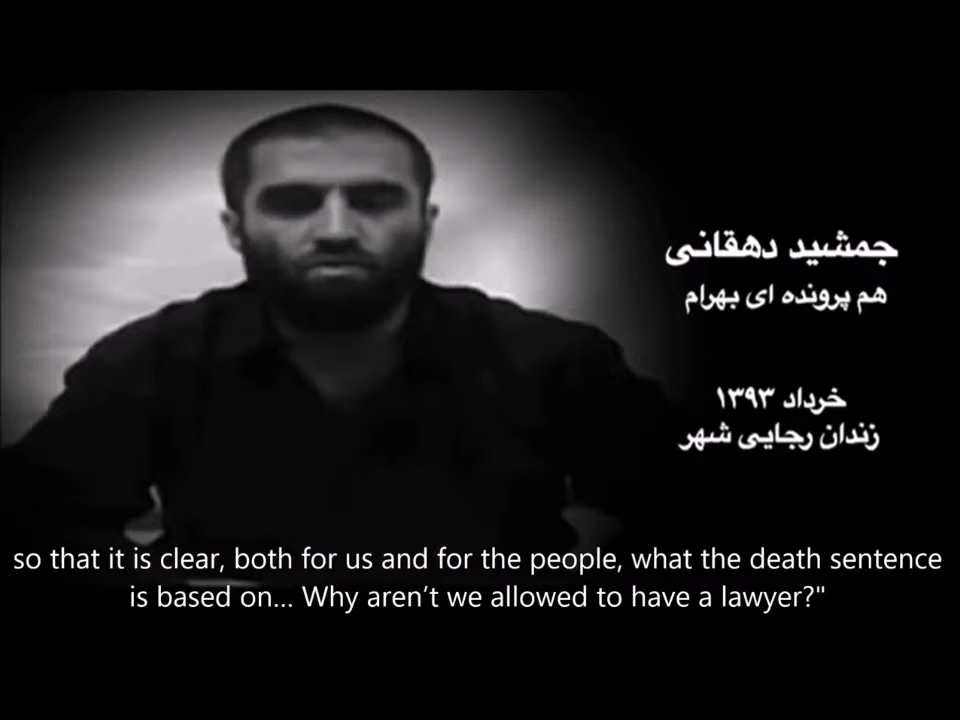 جمشید دهقانی
هم پرونده ای بهرام
خرداد ۱۳۹۳
زندان رجایی شهر
so that it is clear, both for us and for the people, what the death sentence
is based on... Why aren’t we allowed to have a lawyer?"